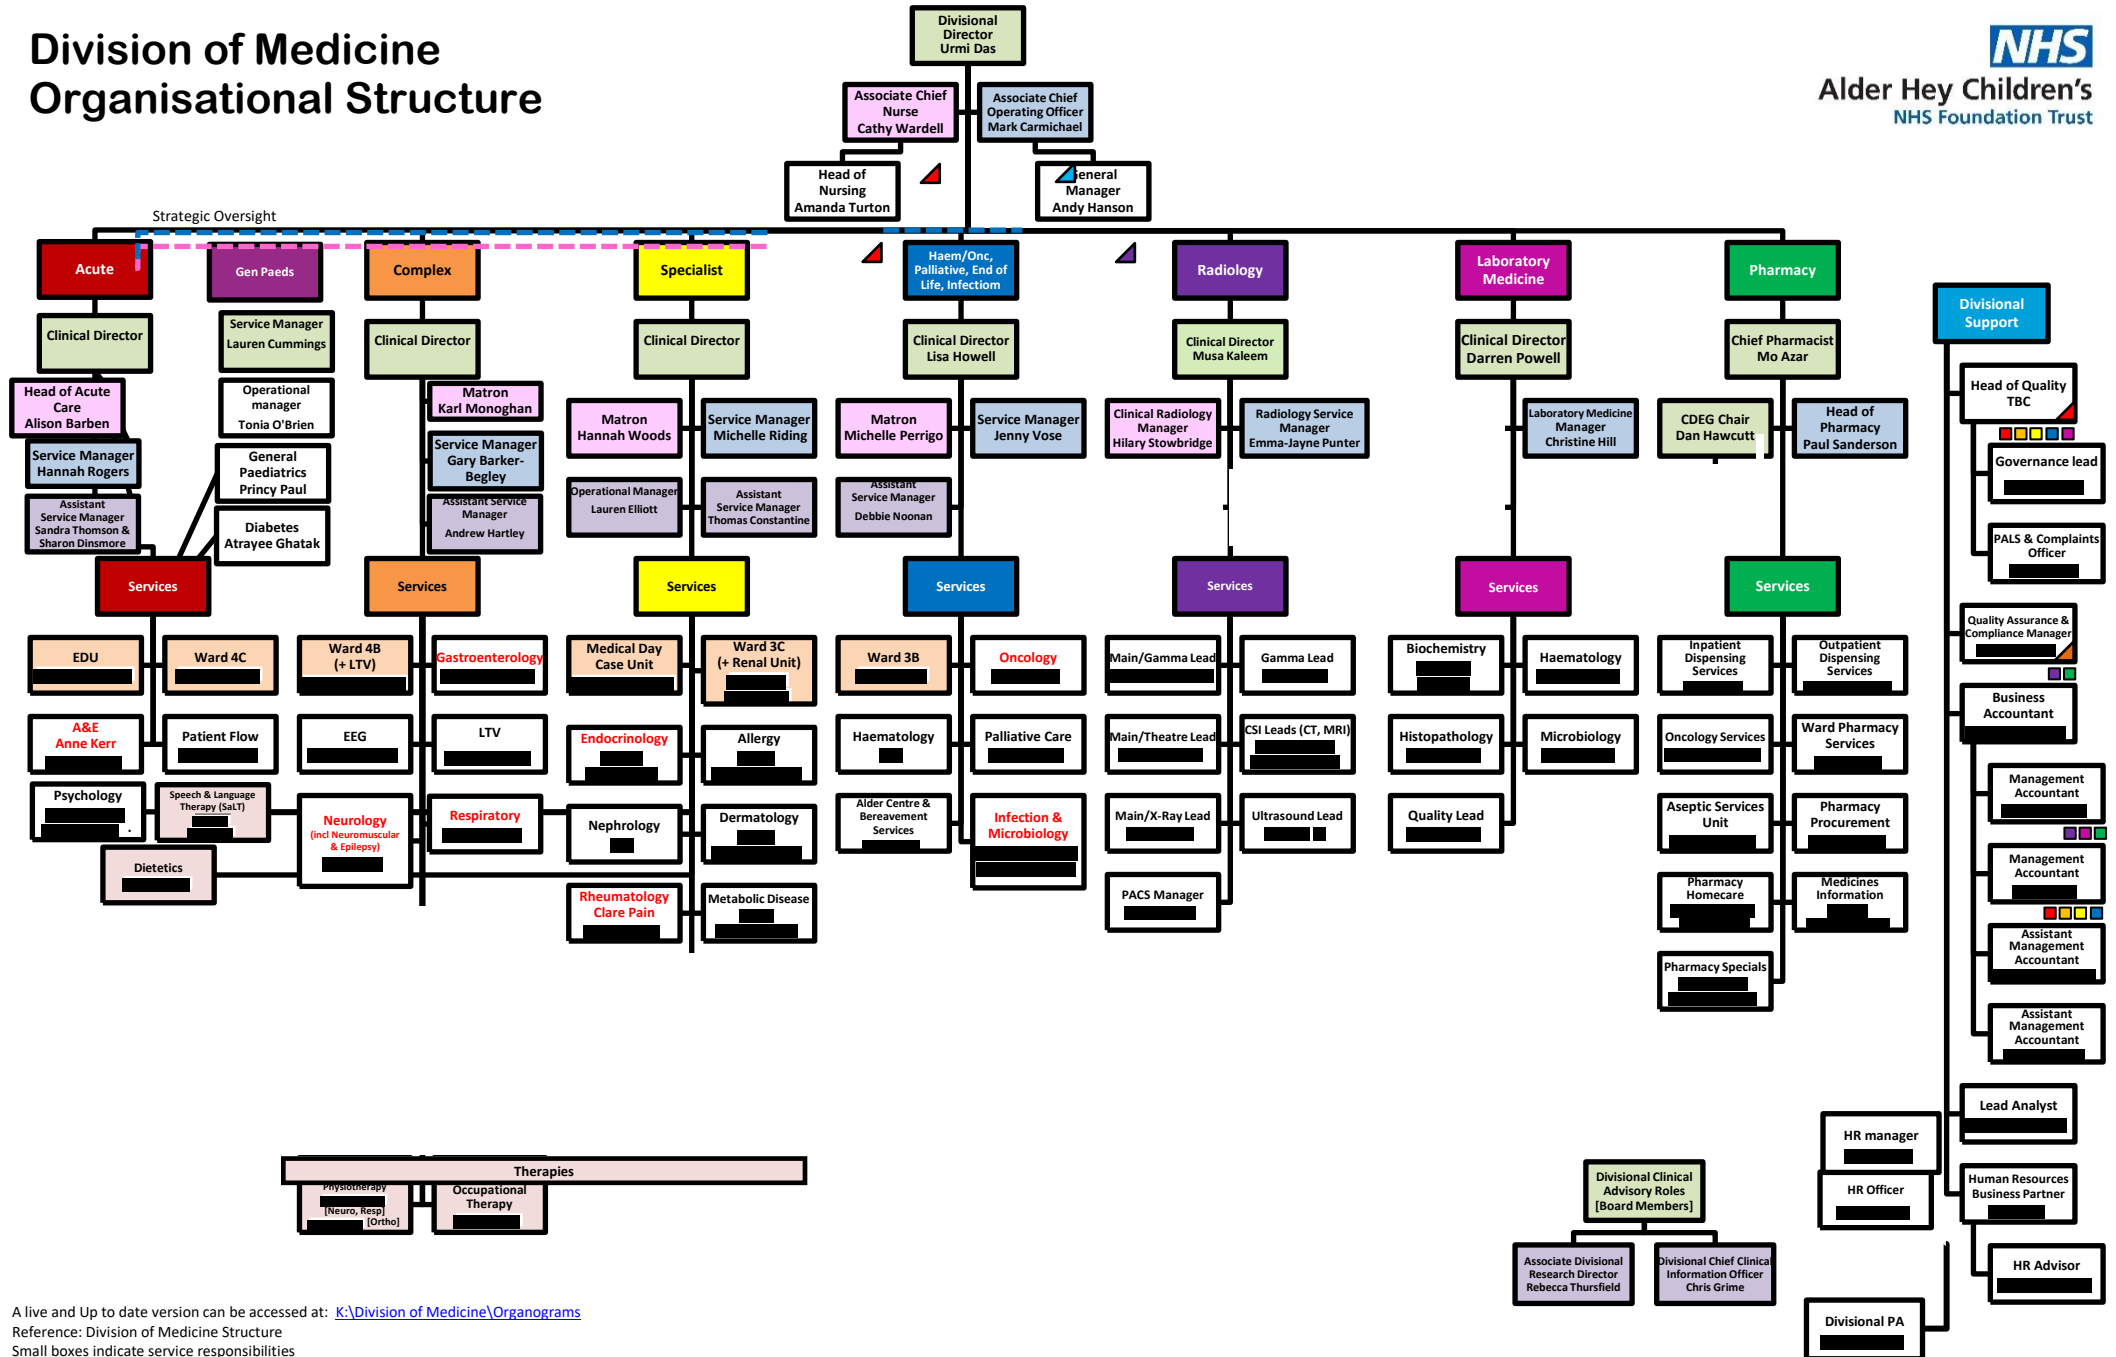 Division of Medicine
Organisational Structure
NHS
Alder Hey Children's
NHS Foundation Trust
Divisional
Director
Urmi Das
Associate Chief
Nurse
Cathy Wardell
Associate Chief
Operating Officer
Mark Carmichael
Head of
Nursing
Amanda Turton
General
Manager
Andy Hanson
Strategic Oversight
Acute
Gen Paeds
Complex
Specialist
Haem/Onc,
Palliative, End of
Life, Infectiom
Radiology
Laboratory
Medicine
Pharmacy
Divisional
Support
Clinical Director
Service Manager
Lauren Cummings
Clinical Director
Clinical Director
Clinical Director
Lisa Howell
Clinical Director
Musa Kaleem
Clinical Director
Darren Powell
Chief Pharmacist
Mo Azar
Head of Acute
Care
Alison Barben
Service Manager
Hannah Rogers
Assistant
Service Manager
Sandra Thomson &
Sharon Dinsmore
Operational
manager
Tonia O'Brien
General
Paediatrics
Princy Paul
Diabetes
Atrayee Ghatak
Matron
Karl Monoghan
Service Manager
Gary Barker-
Begley
Assistant Service
Manager
Andrew Hartley
Matron
Hannah Woods
Service Manager
Michelle Riding
Operational Manager
Lauren Elliott
Assistant
Service Manager
Thomas Constantine
Matron
Michelle Perrigo
Service Manager
Jenny Vose
Assistant
Service Manager
Debbie Noonan
Clinical Radiology
Manager
Hilary Stowbridge
Radiology Service
Manager
Emma-Jayne Punter
Laboratory Medicine
Manager
Christine Hill
CDEG Chair
Dan Hawcutt
Head of
Pharmacy
Paul Sanderson
Services
Services
Services
Services
Services
Services
Services
EDU
Ward 4C
A&E
Anne Kerr
Patient Flow
Psychology
.
Speech & Language
Therapy (SaLT)
Dietetics
Ward 4B
(+ LTV)
Gastroenterology
EEG
LTV
Neurology
(incl Neuromuscular
& Epilepsy)
Respiratory
Medical Day
Case Unit
Ward 3C
(+ Renal Unit)
Endocrinology
Allergy
Nephrology
Dermatology
Rheumatology
Clare Pain
Metabolic Disease
Ward 3B
Oncology
Haematology
Palliative Care
Alder Centre &
Bereavement
Services
Infection &
Microbiology
Main/Gamma Lead
Gamma Lead
Main/Theatre Lead
CSI Leads (CT, MRI)
Main/X-Ray Lead
Ultrasound Lead
PACS Manager
Biochemistry
Haematology
Histopathology
Microbiology
Quality Lead
Inpatient
Dispensing
Services
Outpatient
Dispensing
Services
Oncology Services
Ward Pharmacy
Services
Aseptic Services
Unit
Pharmacy
Procurement
Pharmacy
Homecare
Medicines
Information
Pharmacy Specials
Head of Quality
TBC
Governance lead
PALS & Complaints
Officer
Quality Assurance &
Compliance Manager
Business
Accountant
Management
Accountant
Management
Accountant
Assistant
Management
Accountant
Assistant
Management
Accountant
Lead Analyst
HR manager
HR Officer
Human Resources
Business Partner
HR Advisor
Divisional PA
Therapies
Physiotherapy
[Neuro, Resp]
[Ortho]
Occupational
Therapy
Divisional Clinical
Advisory Roles
[Board Members]
Associate Divisional
Research Director
Rebecca Thursfield
Divisional Chief Clinical
Information Officer
Chris Grime
A live and Up to date version can be accessed at: K:\Division of Medicine\Organograms
Reference: Division of Medicine Structure
Small boxes indicate service responsibilities